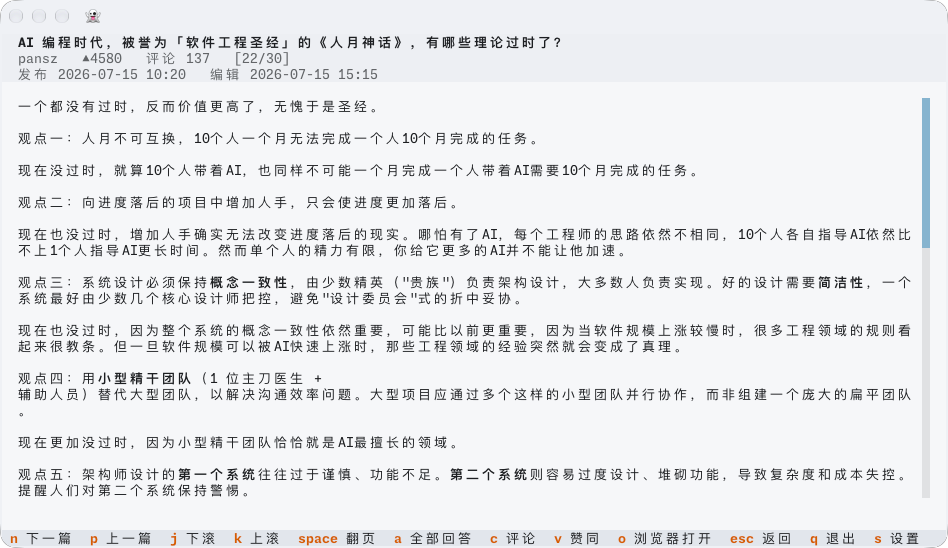 AI 编程时代，被誉为「软件工程圣经」的《人月神话》，有哪些理论过时了？
pansz ▲4580 评论 137 [22/30]
发布 2026-07-15 10:20 编辑 2026-07-15 15:15
一个都没有过时，反而价值更高了，无愧于是圣经。
观点一：人月不可互换，10个人一个月无法完成一个人10个月完成的任务。
现在没过时，就算10个人带着AI，也同样不可能一个月完成一个人带着AI需要10个月完成的任务。
观点二：向进度落后的项目中增加人手，只会使进度更加落后。
现在也没过时，增加人手确实无法改变进度落后的现实。哪怕有了AI，每个工程师的思路依然不相同，10个人各自指导AI依然比
不上1个人指导AI更长时间。然而单个人的精力有限，你给它更多的AI并不能让他加速。
观点三：系统设计必须保持概念一致性，由少数精英（"贵族"）负责架构设计，大多数人负责实现。好的设计需要简洁性，一个
系统最好由少数几个核心设计师把控，避免"设计委员会"式的折中妥协。
现在也没过时，因为整个系统的概念一致性依然重要，可能比以前更重要，因为当软件规模上涨较慢时，很多工程领域的规则看
起来很教条。但一旦软件规模可以被AI快速上涨时，那些工程领域的经验突然就会变成了真理。
观点四：用小型精干团队（1 位主刀医生 +
辅助人员）替代大型团队，以解决沟通效率问题。大型项目应通过多个这样的小型团队并行协作，而非组建一个庞大的扁平团队
。
现在更加没过时，因为小型精干团队恰恰就是AI最擅长的领域。
观点五：架构师设计的第一个系统往往过于谨慎、功能不足。第二个系统则容易过度设计、堆砌功能，导致复杂度和成本失控。
提醒人们对第二个系统保持警惕。
n 下一篇 p 上一篇 j 下滚 k 上滚 space 翻页 a 全部回答 c 评论 v 赞同 o 浏览器打开 esc 返回 q 退出 s 设置